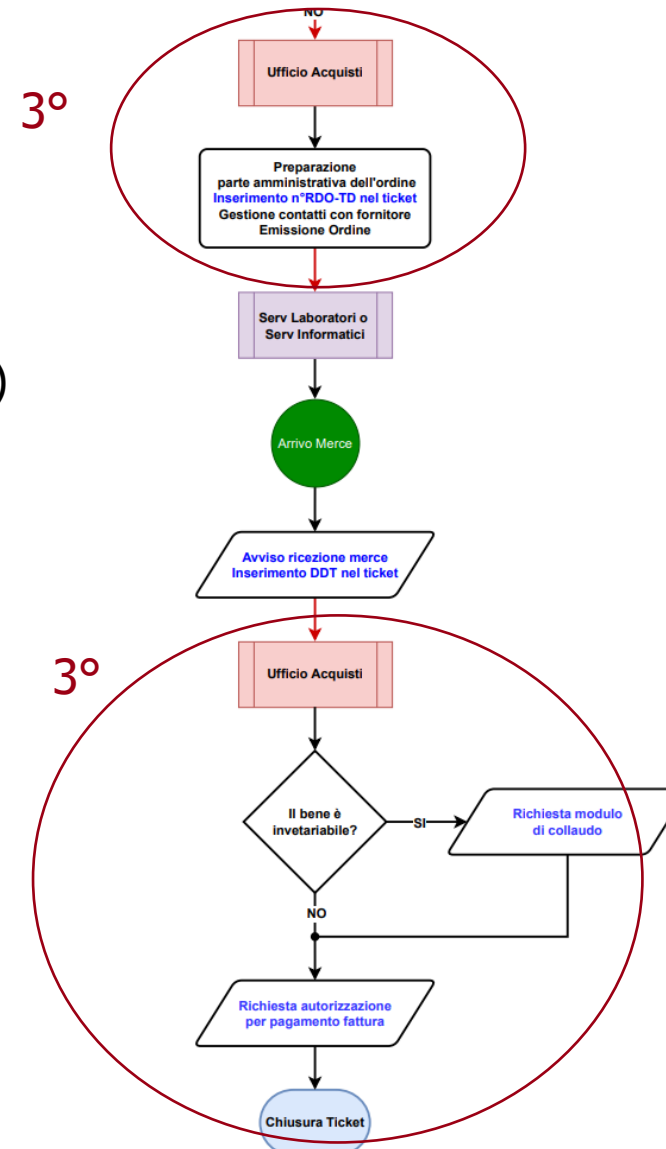 NO
Ufficio Acquisti
3°
Preparazione
parte amministrativa dell'ordine
Inserimento n°RDO-TD nel ticket
Gestione contatti con fornitore
Emissione Ordine
Serv Laboratori o
Serv Informatici
)
Arrivo Merce
Avviso ricezione merce
Inserimento DDT nel ticket
3°
Ufficio Acquisti
Il bene è
invetariabile?
SI
Richiesta modulo
di collaudo
NO
Richiesta autorizzazione
per pagamento fattura
Chiusura Ticket